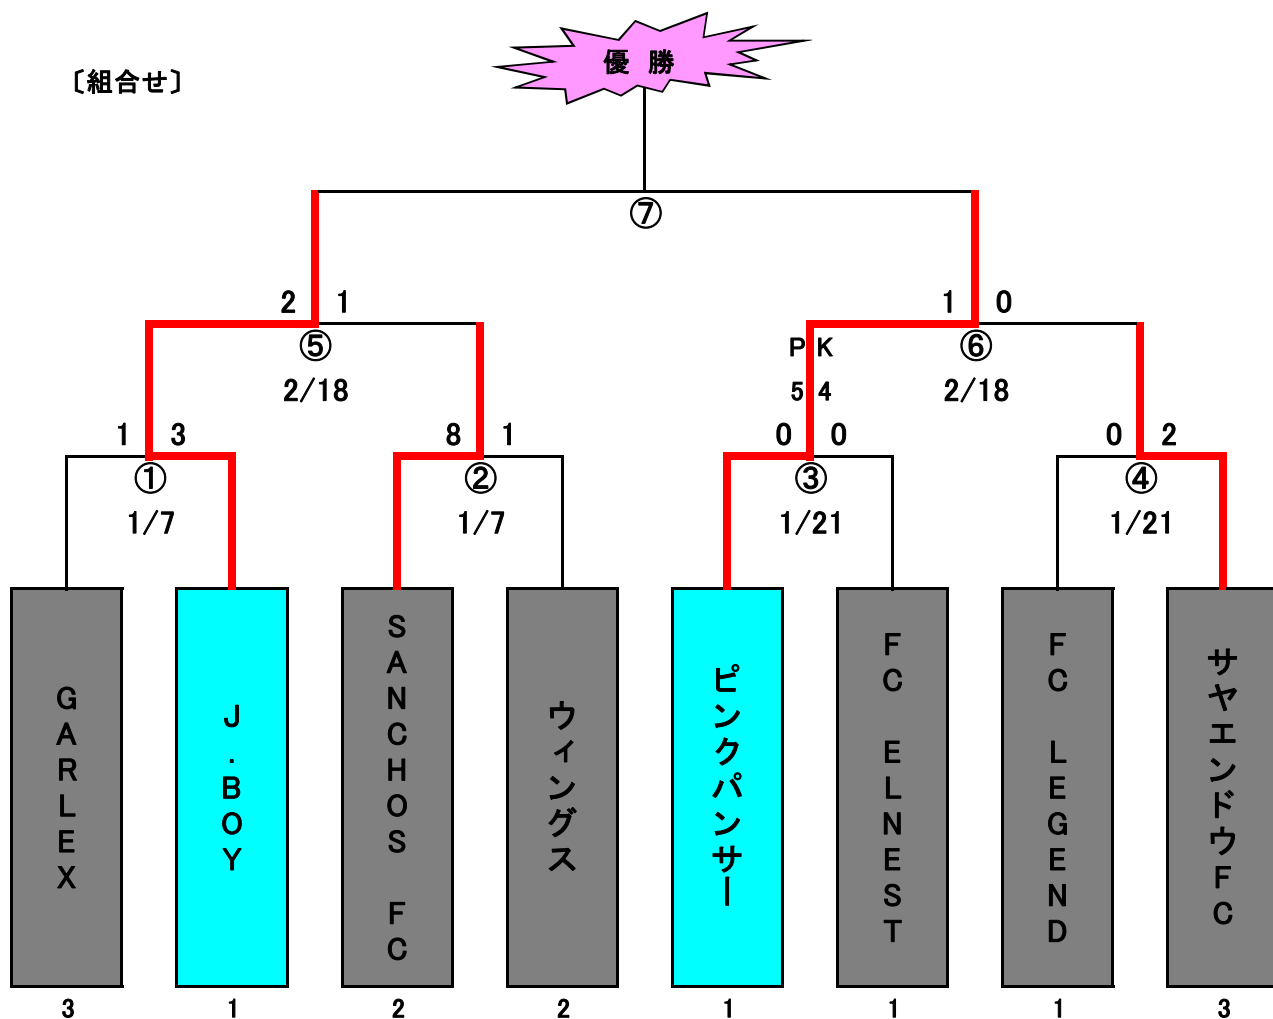 優 勝
〔組合せ〕
⑦
2 1 1 0
⑤ P K ⑥
2/18 5 4 2/18
1 3 8 1 0 0 0 2
① ② ③ ④
1/7 1/7 1/21 1/21
GARLEX
J.BOY
SANCHOS FC
ウィングス
ピンクパンサー
FC ELNEST
FC LEGEND
サヤエンドウFC
3 1 2 2 1 1 1 3